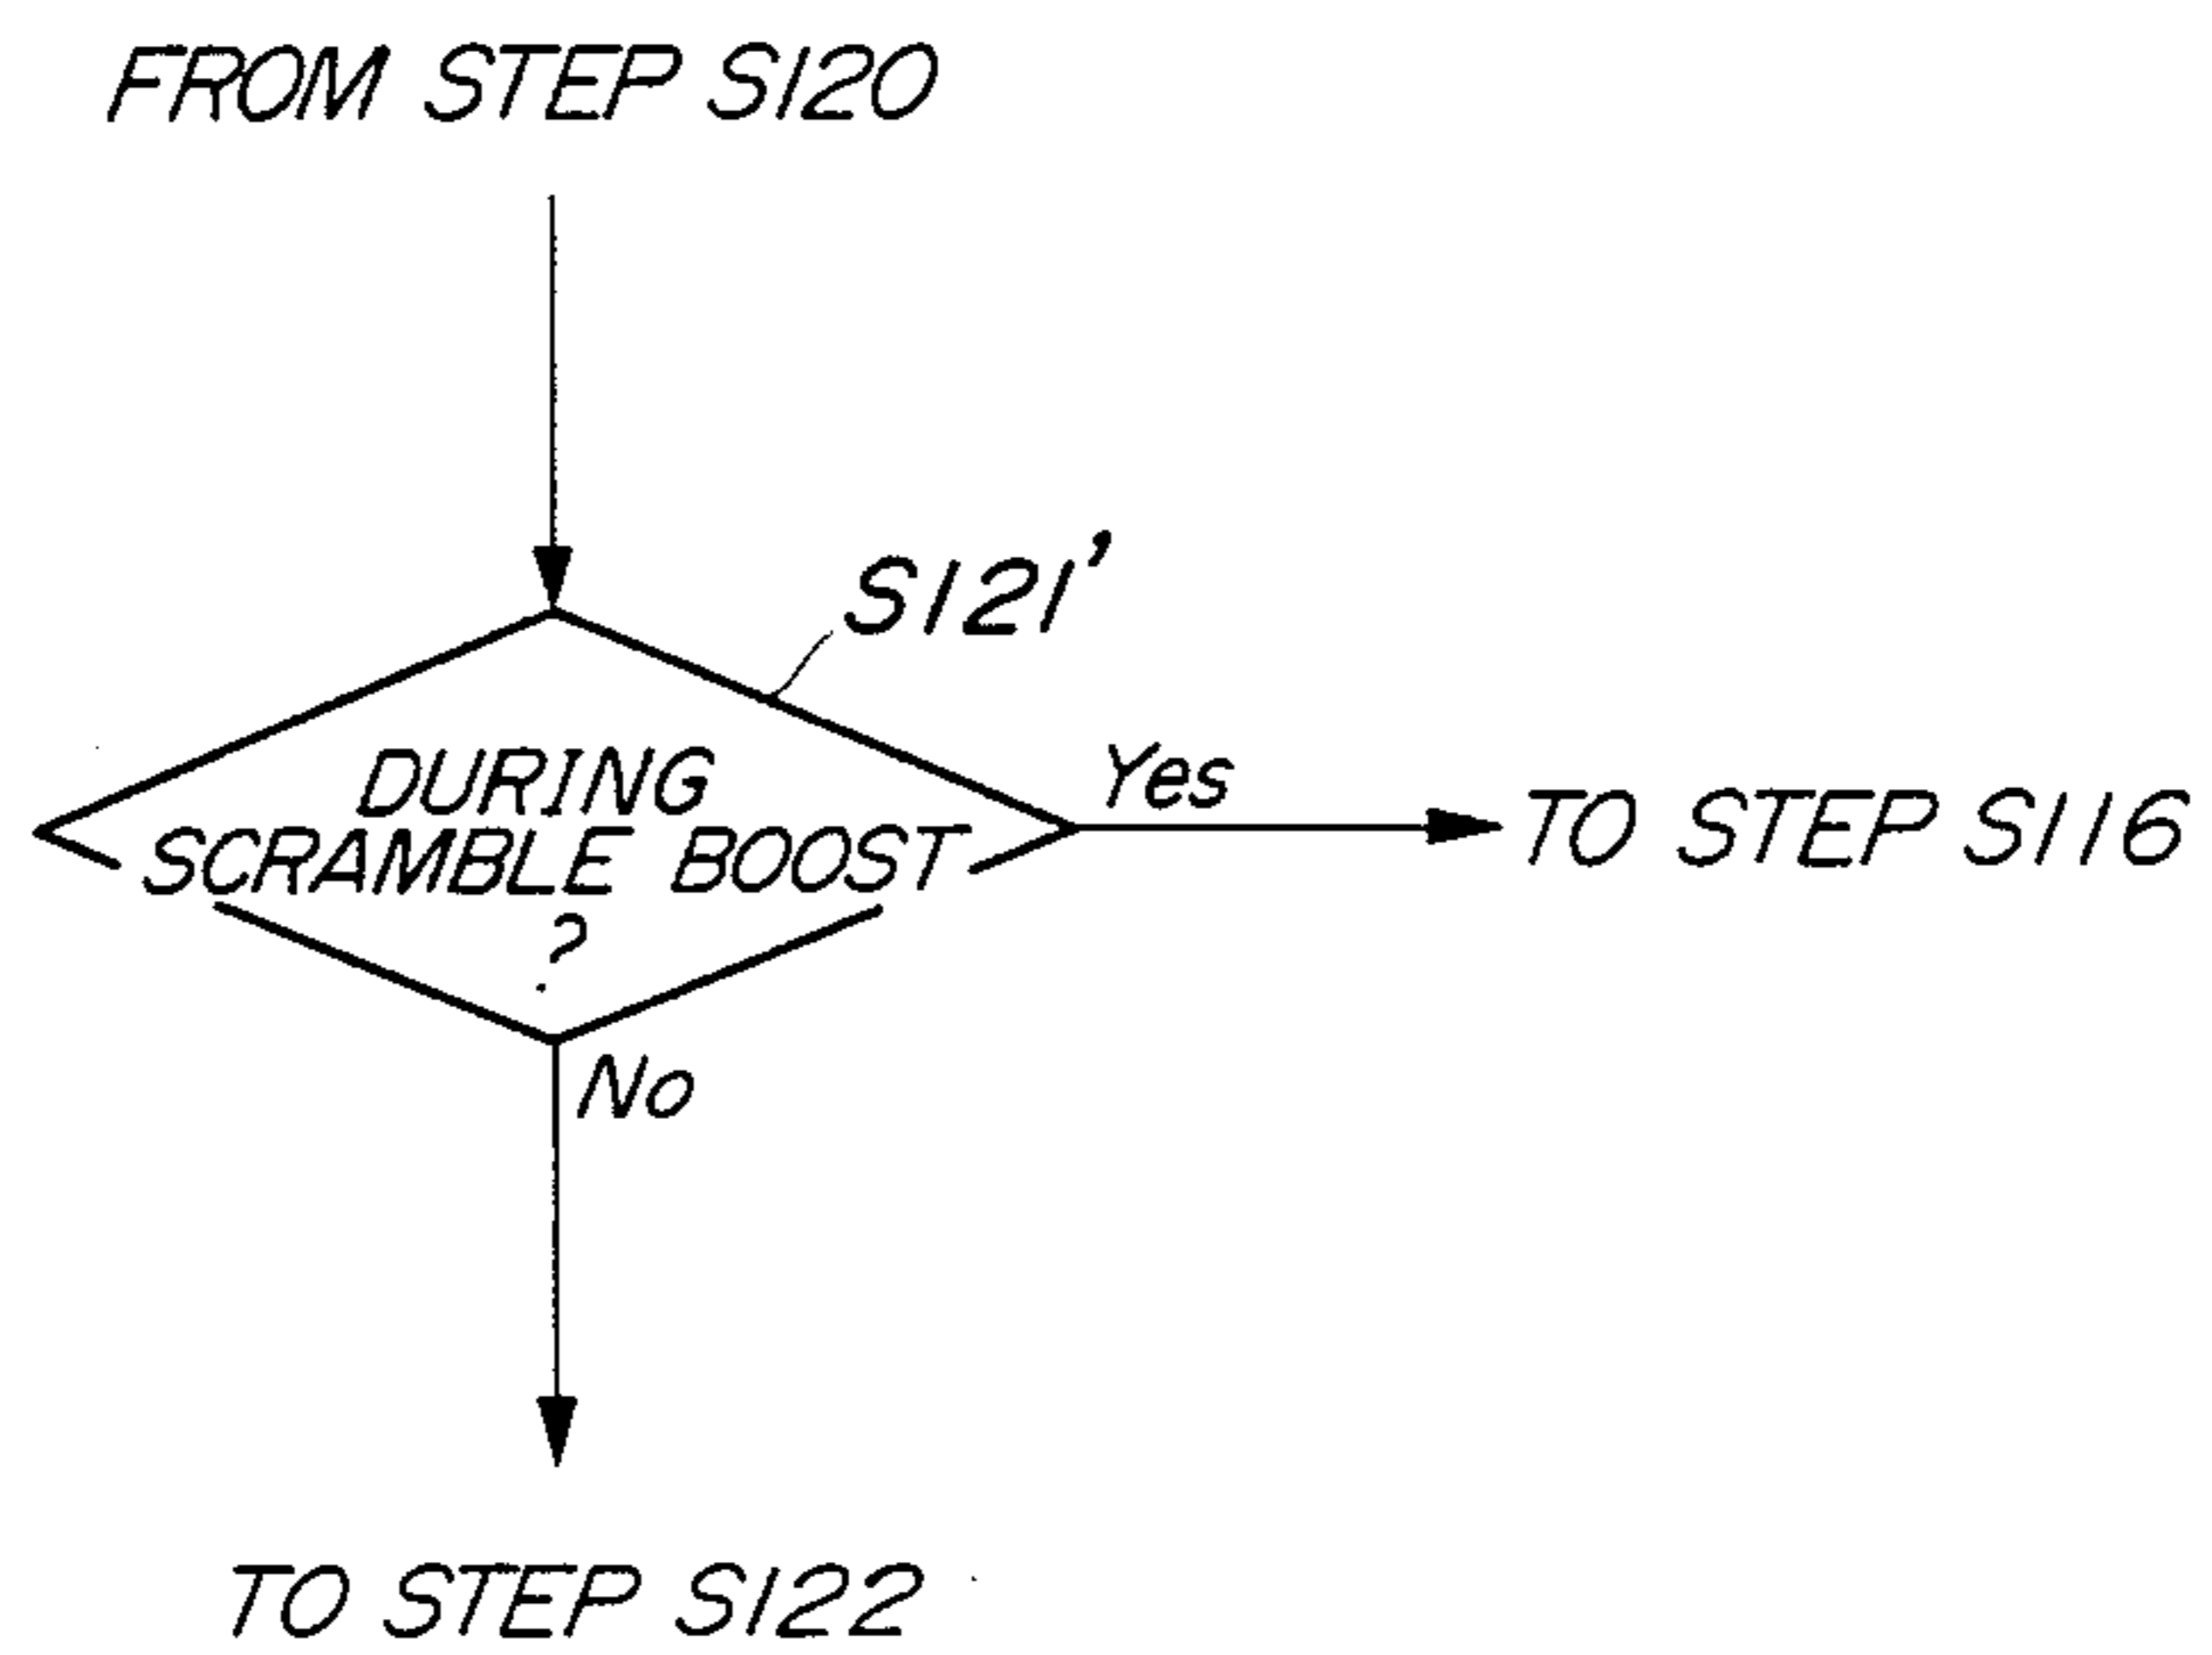 FROM STEP S120
S121'
DURING
SCRAMBLE BOOST
?
Yes
TO STEP S116
No
TO STEP S122